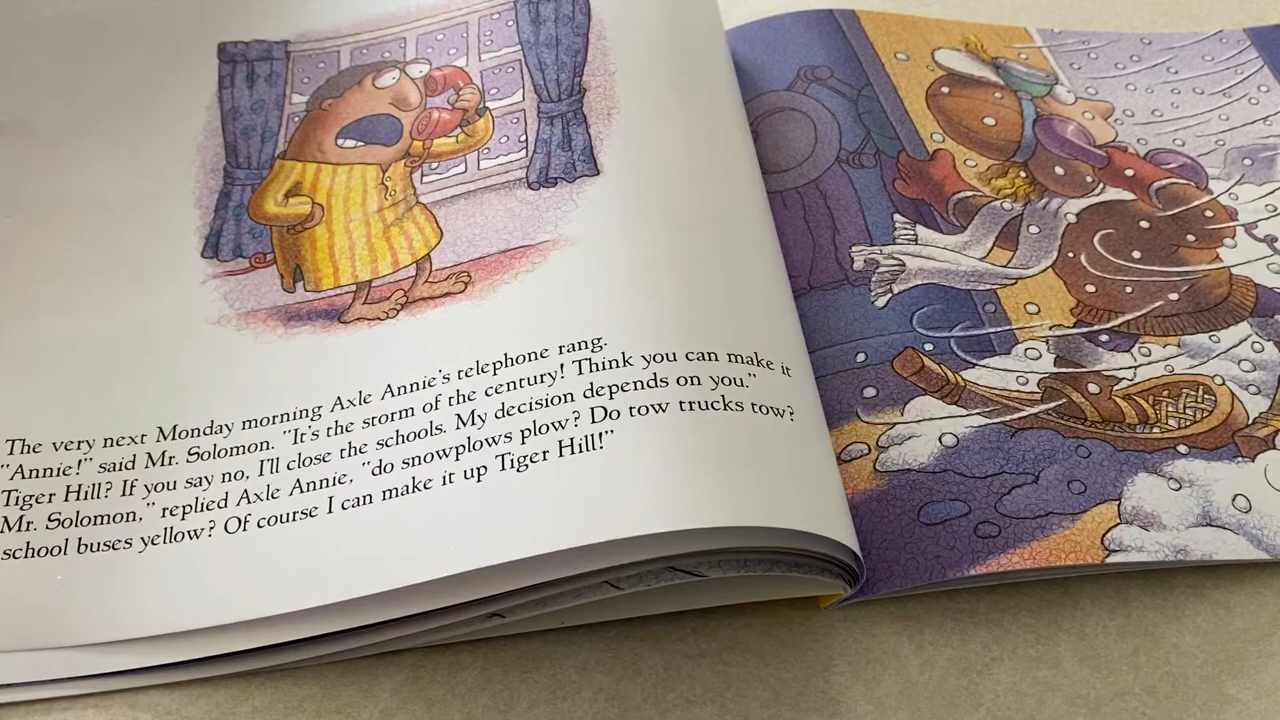 The very next Monday morning Axle Annie's telephone rang.
"Annie!" said Mr. Solomon. "It's the storm of the century! Think you can make it
Tiger Hill? If you say no, I'll close the schools. My decision depends on you."
Mr. Solomon," replied Axle Annie, "do snowplows plow? Do tow trucks tow?
school buses yellow? Of course I can make it up Tiger Hill!"